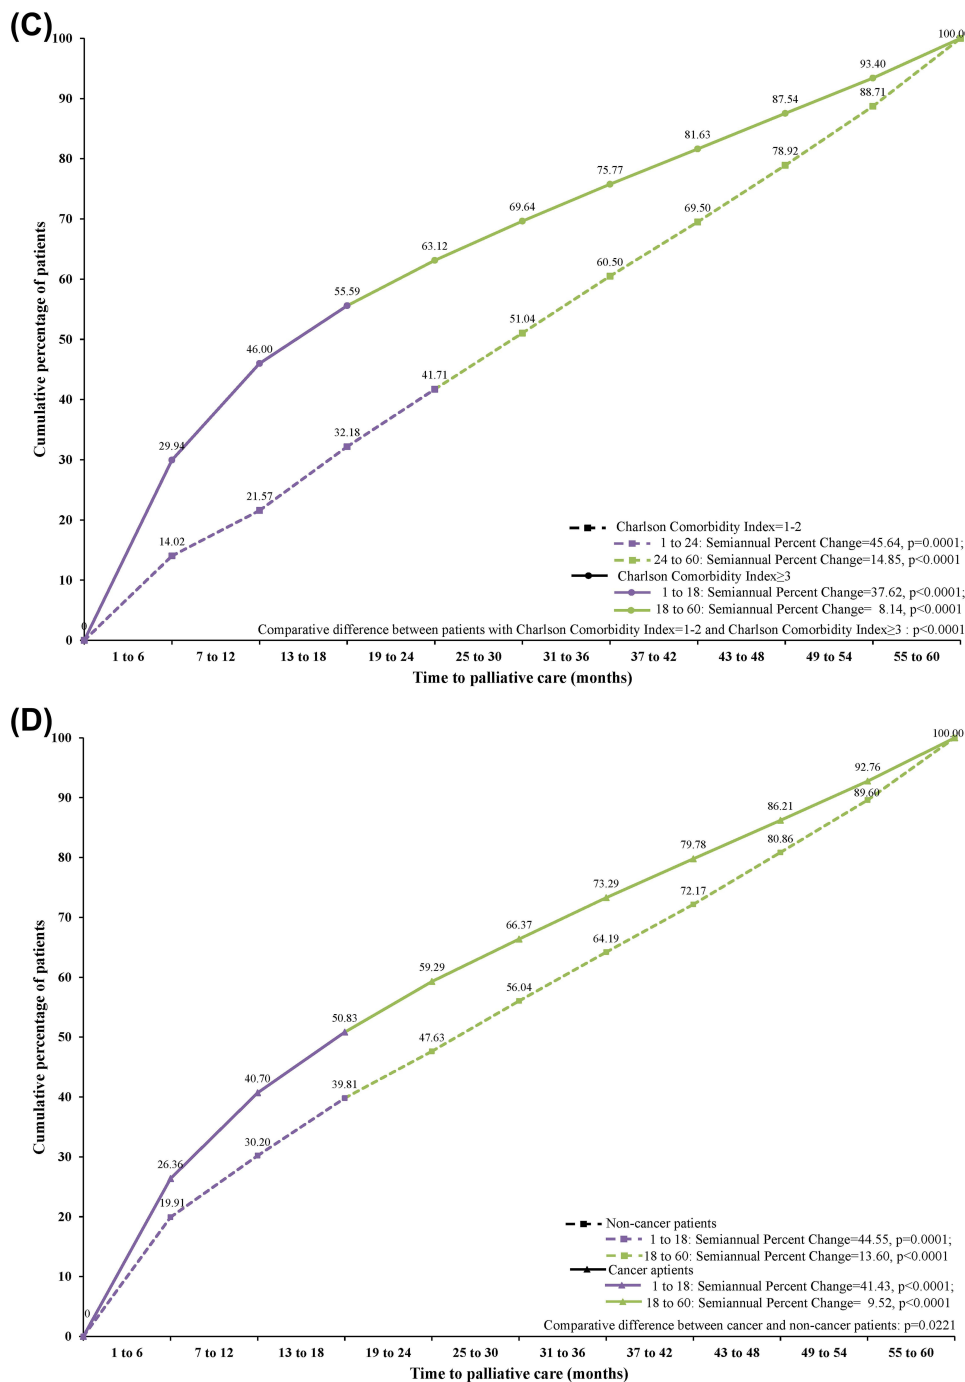 (C)
Cumulative percentage of patients
100
90
80
70
60
50
40
30
20
10
0
0
29.94
46.00
55.59
63.12
69.64
75.77
81.63
87.54
93.40
100.0
14.02
21.57
32.18
41.71
51.04
60.50
69.50
78.92
88.71
Charlson Comorbidity Index=1-2
1 to 24: Semiannual Percent Change=45.64, p=0.0001;
24 to 60: Semiannual Percent Change=14.85, p<0.0001
Charlson Comorbidity Index≥3
1 to 18: Semiannual Percent Change=37.62, p<0.0001;
18 to 60: Semiannual Percent Change= 8.14, p<0.0001
Comparative difference between patients with Charlson Comorbidity Index=1-2 and Charlson Comorbidity Index≥3 : p<0.0001
1 to 6 7 to 12 13 to 18 19 to 24 25 to 30 31 to 36 37 to 42 43 to 48 49 to 54 55 to 60
Time to palliative care (months)
(D)
Cumulative percentage of patients
100
90
80
70
60
50
40
30
20
10
0
0
26.36
40.70
50.83
59.29
66.37
73.29
79.78
86.21
92.76
100.00
19.91
30.20
39.81
47.63
56.04
64.19
72.17
80.86
89.60
Non-cancer patients
1 to 18: Semiannual Percent Change=44.55, p=0.0001;
18 to 60: Semiannual Percent Change=13.60, p<0.0001
Cancer aptients
1 to 18: Semiannual Percent Change=41.43, p<0.0001;
18 to 60: Semiannual Percent Change= 9.52, p<0.0001
Comparative difference between cancer and non-cancer patients: p=0.0221
1 to 6 7 to 12 13 to 18 19 to 24 25 to 30 31 to 36 37 to 42 43 to 48 49 to 54 55 to 60
Time to palliative care (months)